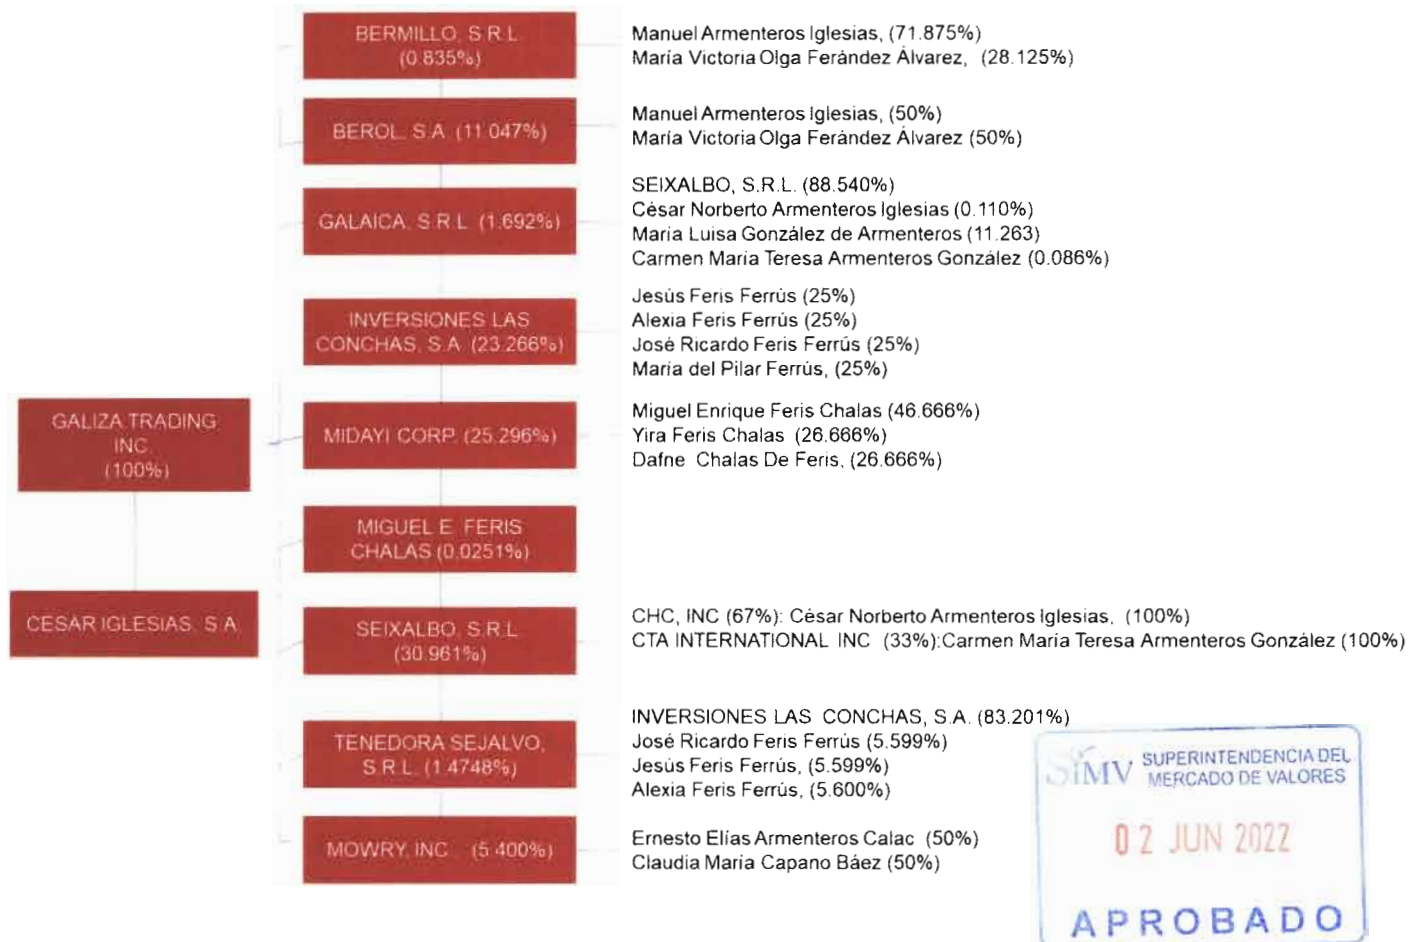 BERMILLO, S.R.L
(0.835%)
Manuel Armenteros Iglesias, (71.875%)
María Victoria Olga Ferández Álvarez, (28.125%)
BEROL, S.A (11.047%)
Manuel Armenteros Iglesias, (50%)
María Victoria Olga Ferández Álvarez (50%)
GALAICA, S.R.L (1.692%)
SEIXALBO, S.R.L. (88.540%)
César Norberto Armenteros Iglesias (0.110%)
María Luisa González de Armenteros (11.263)
Carmen María Teresa Armenteros González (0.086%)
INVERSIONES LAS
CONCHAS, S.A (23.266%)
Jesús Feris Ferrús (25%)
Alexia Feris Ferrús (25%)
José Ricardo Feris Ferrús (25%)
María del Pilar Ferrús, (25%)
GALIZA TRADING
INC.
(100%)
MIDAYI CORP. (25.296%)
Miguel Enrique Feris Chalas (46.666%)
Yira Feris Chalas (26.666%)
Dafne Chalas De Feris, (26.666%)
MIGUEL E. FERIS
CHALAS (0.0251%)
CESAR IGLESIAS, S.A.
SEIXALBO, S.R.L
(30.961%)
CHC, INC (67%): César Norberto Armenteros Iglesias, (100%)
CTA INTERNATIONAL INC (33%):Carmen María Teresa Armenteros González (100%)
TENEDORA SEJALVO,
S.R.L. (1.4748%)
INVERSIONES LAS CONCHAS, S.A. (83.201%)
José Ricardo Feris Ferrús (5.599%)
Jesús Feris Ferrús, (5.599%)
Alexia Feris Ferrús, (5.600%)
MOWRY, INC. (5.400%)
Ernesto Elías Armenteros Calac (50%)
Claudia María Capano Báez (50%)
SIMV SUPERINTENDENCIA DEL
MERCADO DE VALORES
02 JUN 2022
APROBADO